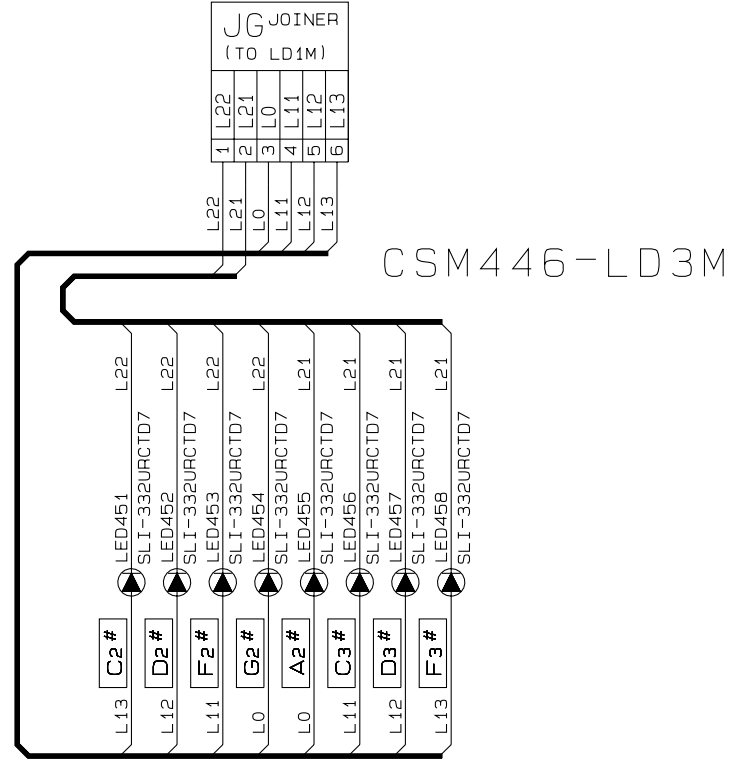 JG JOINER
(TO LD1M)
L22 L21 L0 L11 L12 L13
1 2 3 4 5 6
L22 L21 L0 L11 L12 L13
CSM446-LD3M
L22 L22 L22 L22 L21 L21 L21 L21
LED451 SLI-332URCTD7
LED452 SLI-332URCTD7
LED453 SLI-332URCTD7
LED454 SLI-332URCTD7
LED455 SLI-332URCTD7
LED456 SLI-332URCTD7
LED457 SLI-332URCTD7
LED458 SLI-332URCTD7
C2# D2# F2# G2# A2# C3# D3# F3#
L13 L12 L11 L0 L0 L11 L12 L13